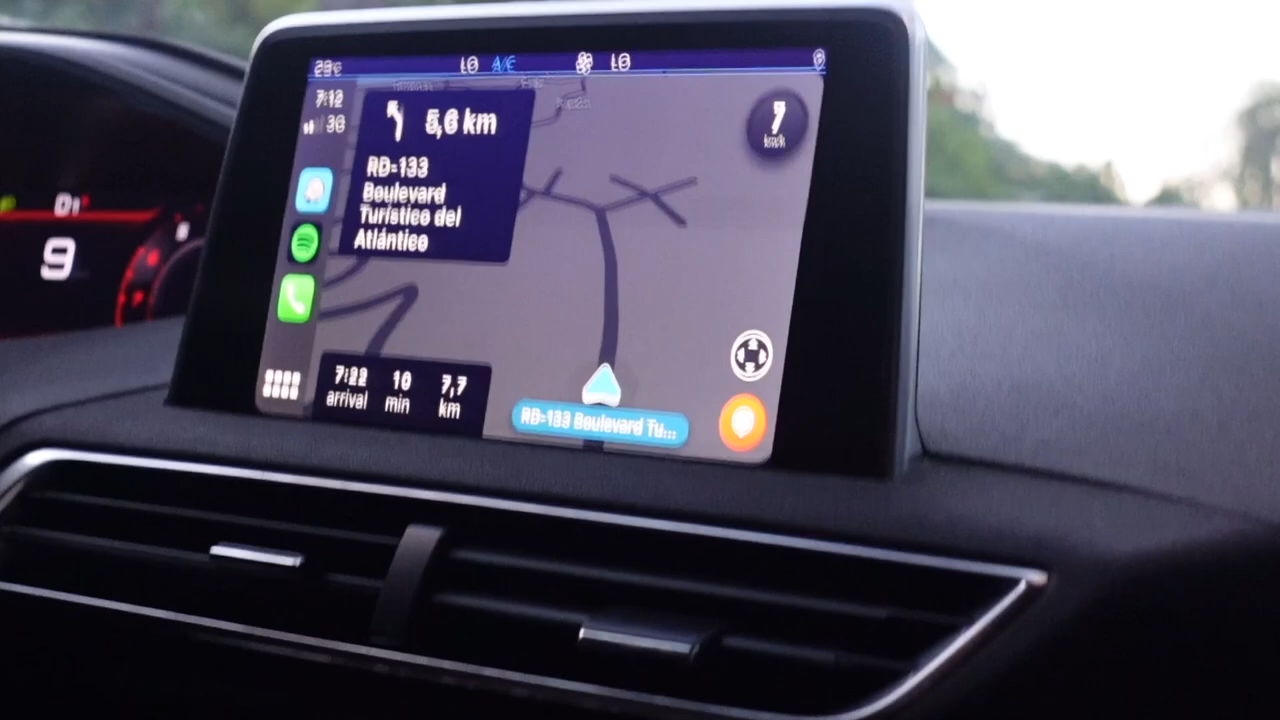 LO A/C LO
7:12
3G
5,6 km
RD-133
Boulevard
Turístico del
Atlántico
7
km/h
D1
9
7:22 10 7,7
arrival min km
RD-133 Boulevard Tu...